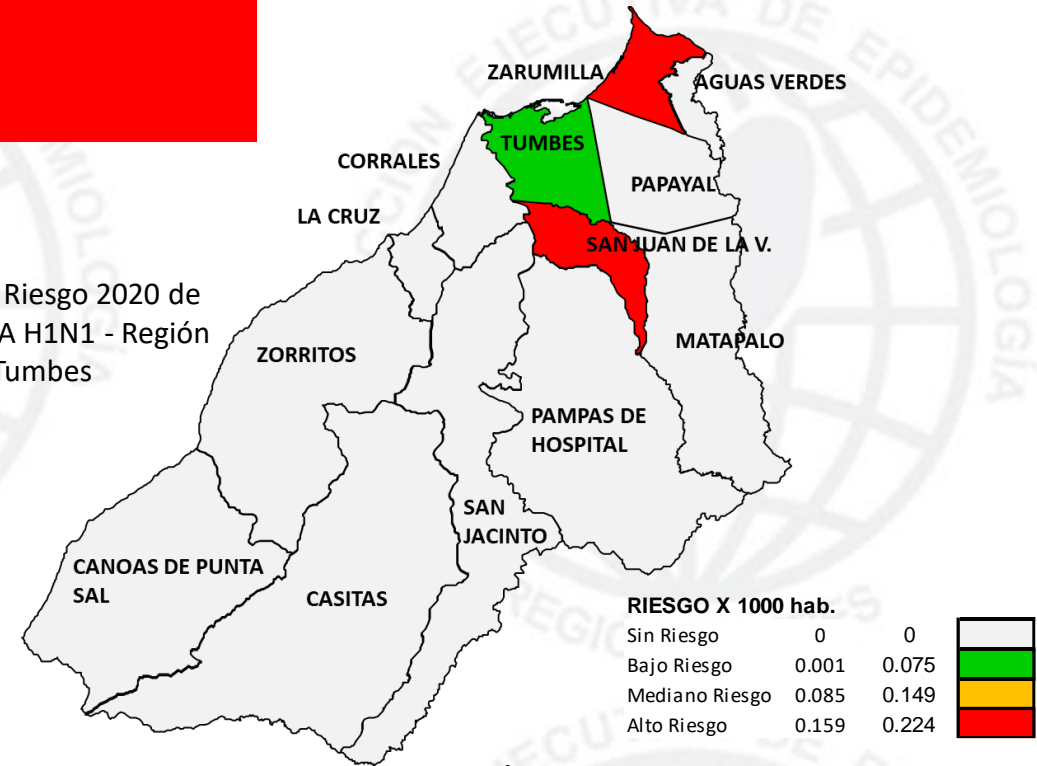 ZARUMILLA
AGUAS VERDES
TUMBES
CORRALES
PAPAYAL
LA CRUZ
SAN JUAN DE LA V.
Riesgo 2020 de
A H1N1 - Región
Tumbes
ZORRITOS
MATAPALO
PAMPAS DE
HOSPITAL
SAN
JACINTO
CANOAS DE PUNTA
SAL
CASITAS
RIESGO X 1000 hab.
Sin Riesgo 0 0
Bajo Riesgo 0.001 0.075
Mediano Riesgo 0.085 0.149
Alto Riesgo 0.159 0.224